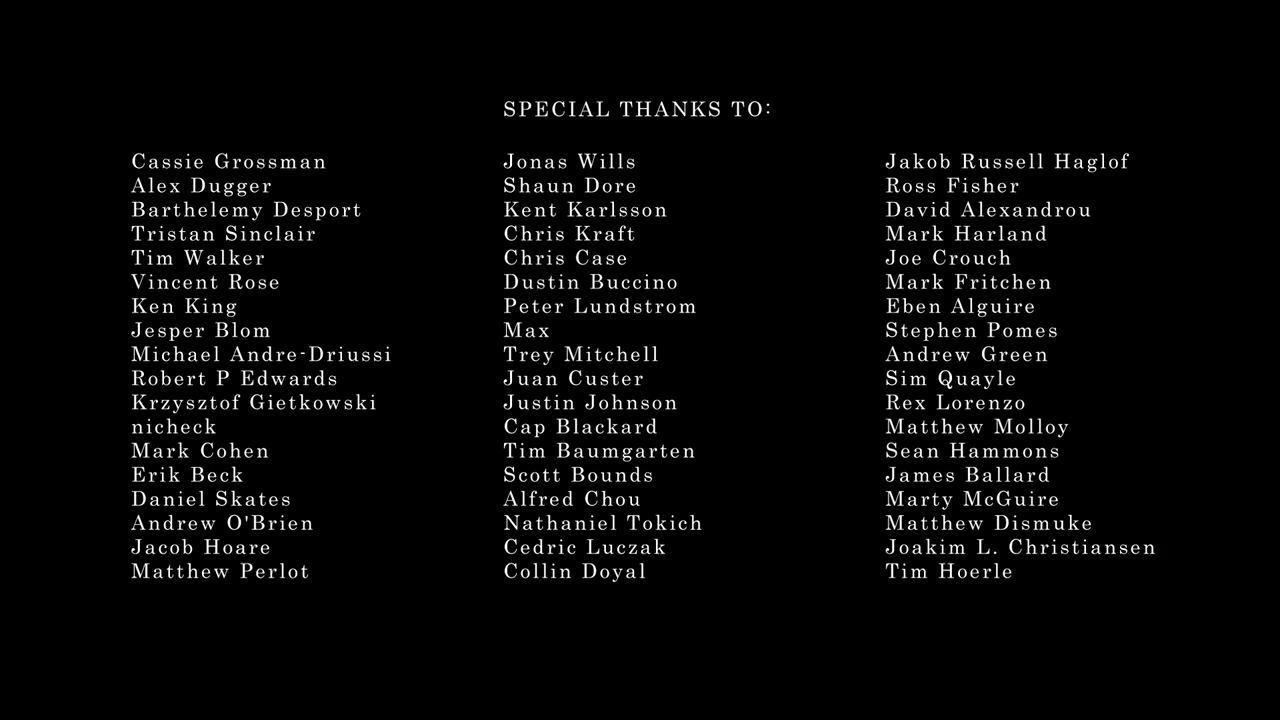 SPECIAL THANKS TO:
Cassie Grossman
Alex Dugger
Barthelemy Desport
Tristan Sinclair
Tim Walker
Vincent Rose
Ken King
Jesper Blom
Michael Andre-Driussi
Robert P Edwards
Krzysztof Gietkowski
nicheck
Mark Cohen
Erik Beck
Daniel Skates
Andrew O'Brien
Jacob Hoare
Matthew Perlot
Jonas Wills
Shaun Dore
Kent Karlsson
Chris Kraft
Chris Case
Dustin Buccino
Peter Lundstrom
Max
Trey Mitchell
Juan Custer
Justin Johnson
Cap Blackard
Tim Baumgarten
Scott Bounds
Alfred Chou
Nathaniel Tokich
Cedric Luczak
Collin Doyal
Jakob Russell Haglof
Ross Fisher
David Alexandrou
Mark Harland
Joe Crouch
Mark Fritchen
Eben Alguire
Stephen Pomes
Andrew Green
Sim Quayle
Rex Lorenzo
Matthew Molloy
Sean Hammons
James Ballard
Marty McGuire
Matthew Dismuke
Joakim L. Christiansen
Tim Hoerle